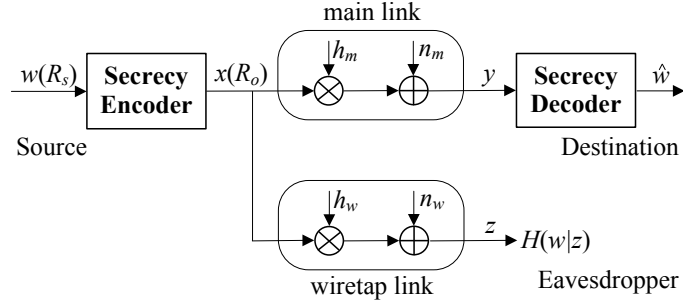 main link
w(R_s)
Secrecy Encoder
x(R_o)
h_m
n_m
y
Secrecy Decoder
ŵ
Source
Destination
h_w
n_w
z
H(w|z)
wiretap link
Eavesdropper